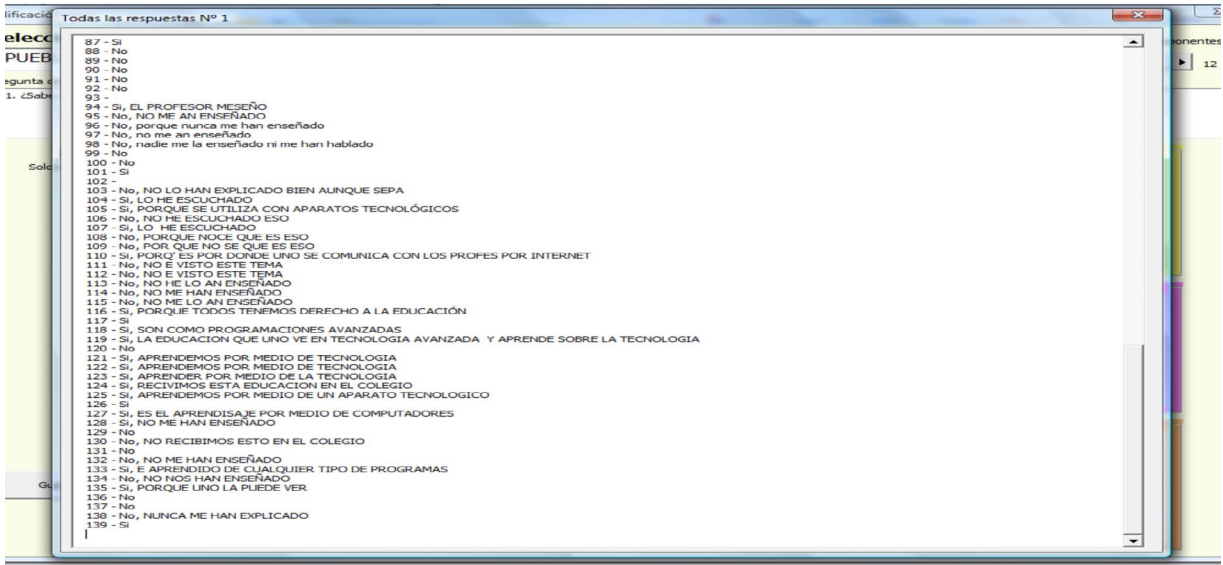 lificació
Todas las respuestas Nº 1
elecc
PUEB
egunta d
1. ¿Sabe
Solo
Gu
onentes
12
87 - Si
88 - No
89 - No
90 - No
91 - No
92 - No
93 -
94 - Si, EL PROFESOR MESEÑO
95 - No, NO ME AN ENSEÑADO
96 - No, porque nunca me han enseñado
97 - No, no me an enseñado
98 - No, nadie me la enseñado ni me han hablado
99 - No
100 - No
101 - Si
102 -
103 - No, NO LO HAN EXPLICADO BIEN AUNQUE SEPA
104 - Si, LO HE ESCUCHADO
105 - Si, PORQUE SE UTILIZA CON APARATOS TECNOLÓGICOS
106 - No, NO HE ESCUCHADO ESO
107 - Si, LO  HE ESCUCHADO
108 - No, PORQUE NOCE QUE ES ESO
109 - No, POR QUE NO SE QUE ES ESO
110 - Si, PORQ' ES POR DONDE UNO SE COMUNICA CON LOS PROFES POR INTERNET
111 - No, NO E VISTO ESTE TEMA
112 - No, NO E VISTO ESTE TEMA
113 - No, NO HE LO AN ENSEÑADO
114 - No, NO ME HAN ENSEÑADO
115 - No, NO ME LO AN ENSEÑADO
116 - Si, PORQUE TODOS TENEMOS DERECHO A LA EDUCACIÓN
117 - Si
118 - Si, SON COMO PROGRAMACIONES AVANZADAS
119 - Si, LA EDUCACION QUE UNO VE EN TECNOLOGIA AVANZADA  Y APRENDE SOBRE LA TECNOLOGIA
120 - No
121 - Si, APRENDEMOS POR MEDIO DE TECNOLOGIA
122 - Si, APRENDEMOS POR MEDIO DE TECNOLOGIA
123 - Si, APRENDER POR MEDIO DE LA TECNOLOGIA
124 - Si, RECIVIMOS ESTA EDUCACION EN EL COLEGIO
125 - Si, APRENDEMOS POR MEDIO DE UN APARATO TECNOLOGICO
126 - Si
127 - Si, ES EL APRENDISAJE POR MEDIO DE COMPUTADORES
128 - Si, NO ME HAN ENSEÑADO
129 - No
130 - No, NO RECIBIMOS ESTO EN EL COLEGIO
131 - No
132 - No, NO ME HAN ENSEÑADO
133 - Si, E APRENDIDO DE CUALQUIER TIPO DE PROGRAMAS
134 - No, NO NOS HAN ENSEÑADO
135 - Si, PORQUE UNO LA PUEDE VER
136 - No
137 - No
138 - No, NUNCA ME HAN EXPLICADO
139 - Si